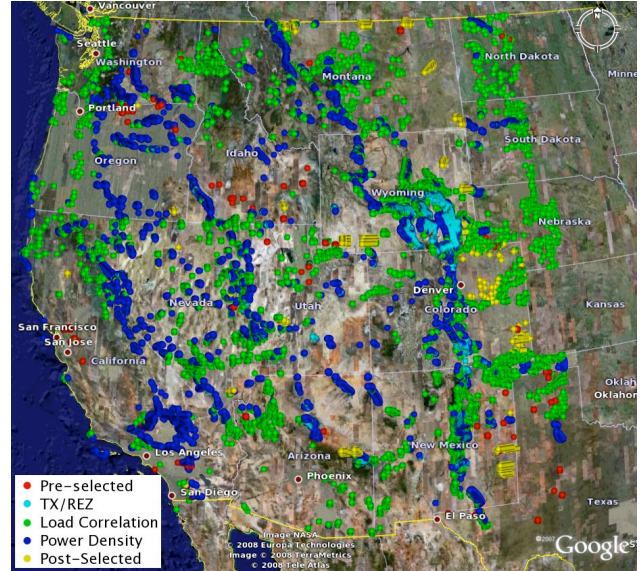 Vancouver
Seattle
Washington
N
North Dakota
Montana
Minne
Portland
South Dakota
Oregon
Idaho
Wyoming
Nebraska
Denver
Nevada
Utah
Colorado
Kansas
San Francisco
San Jose
California
Oklah
Oklahom
New Mexico
Los Angeles
Arizona
Phoenix
San Diego
Texas
El Paso
Pre-selected
TX/REZ
Load Correlation
Power Density
Post-Selected
Image NASA
© 2008 Europa Technologies
Image © 2008 TerraMetrics
© 2008 Tele Atlas
©2007 Google